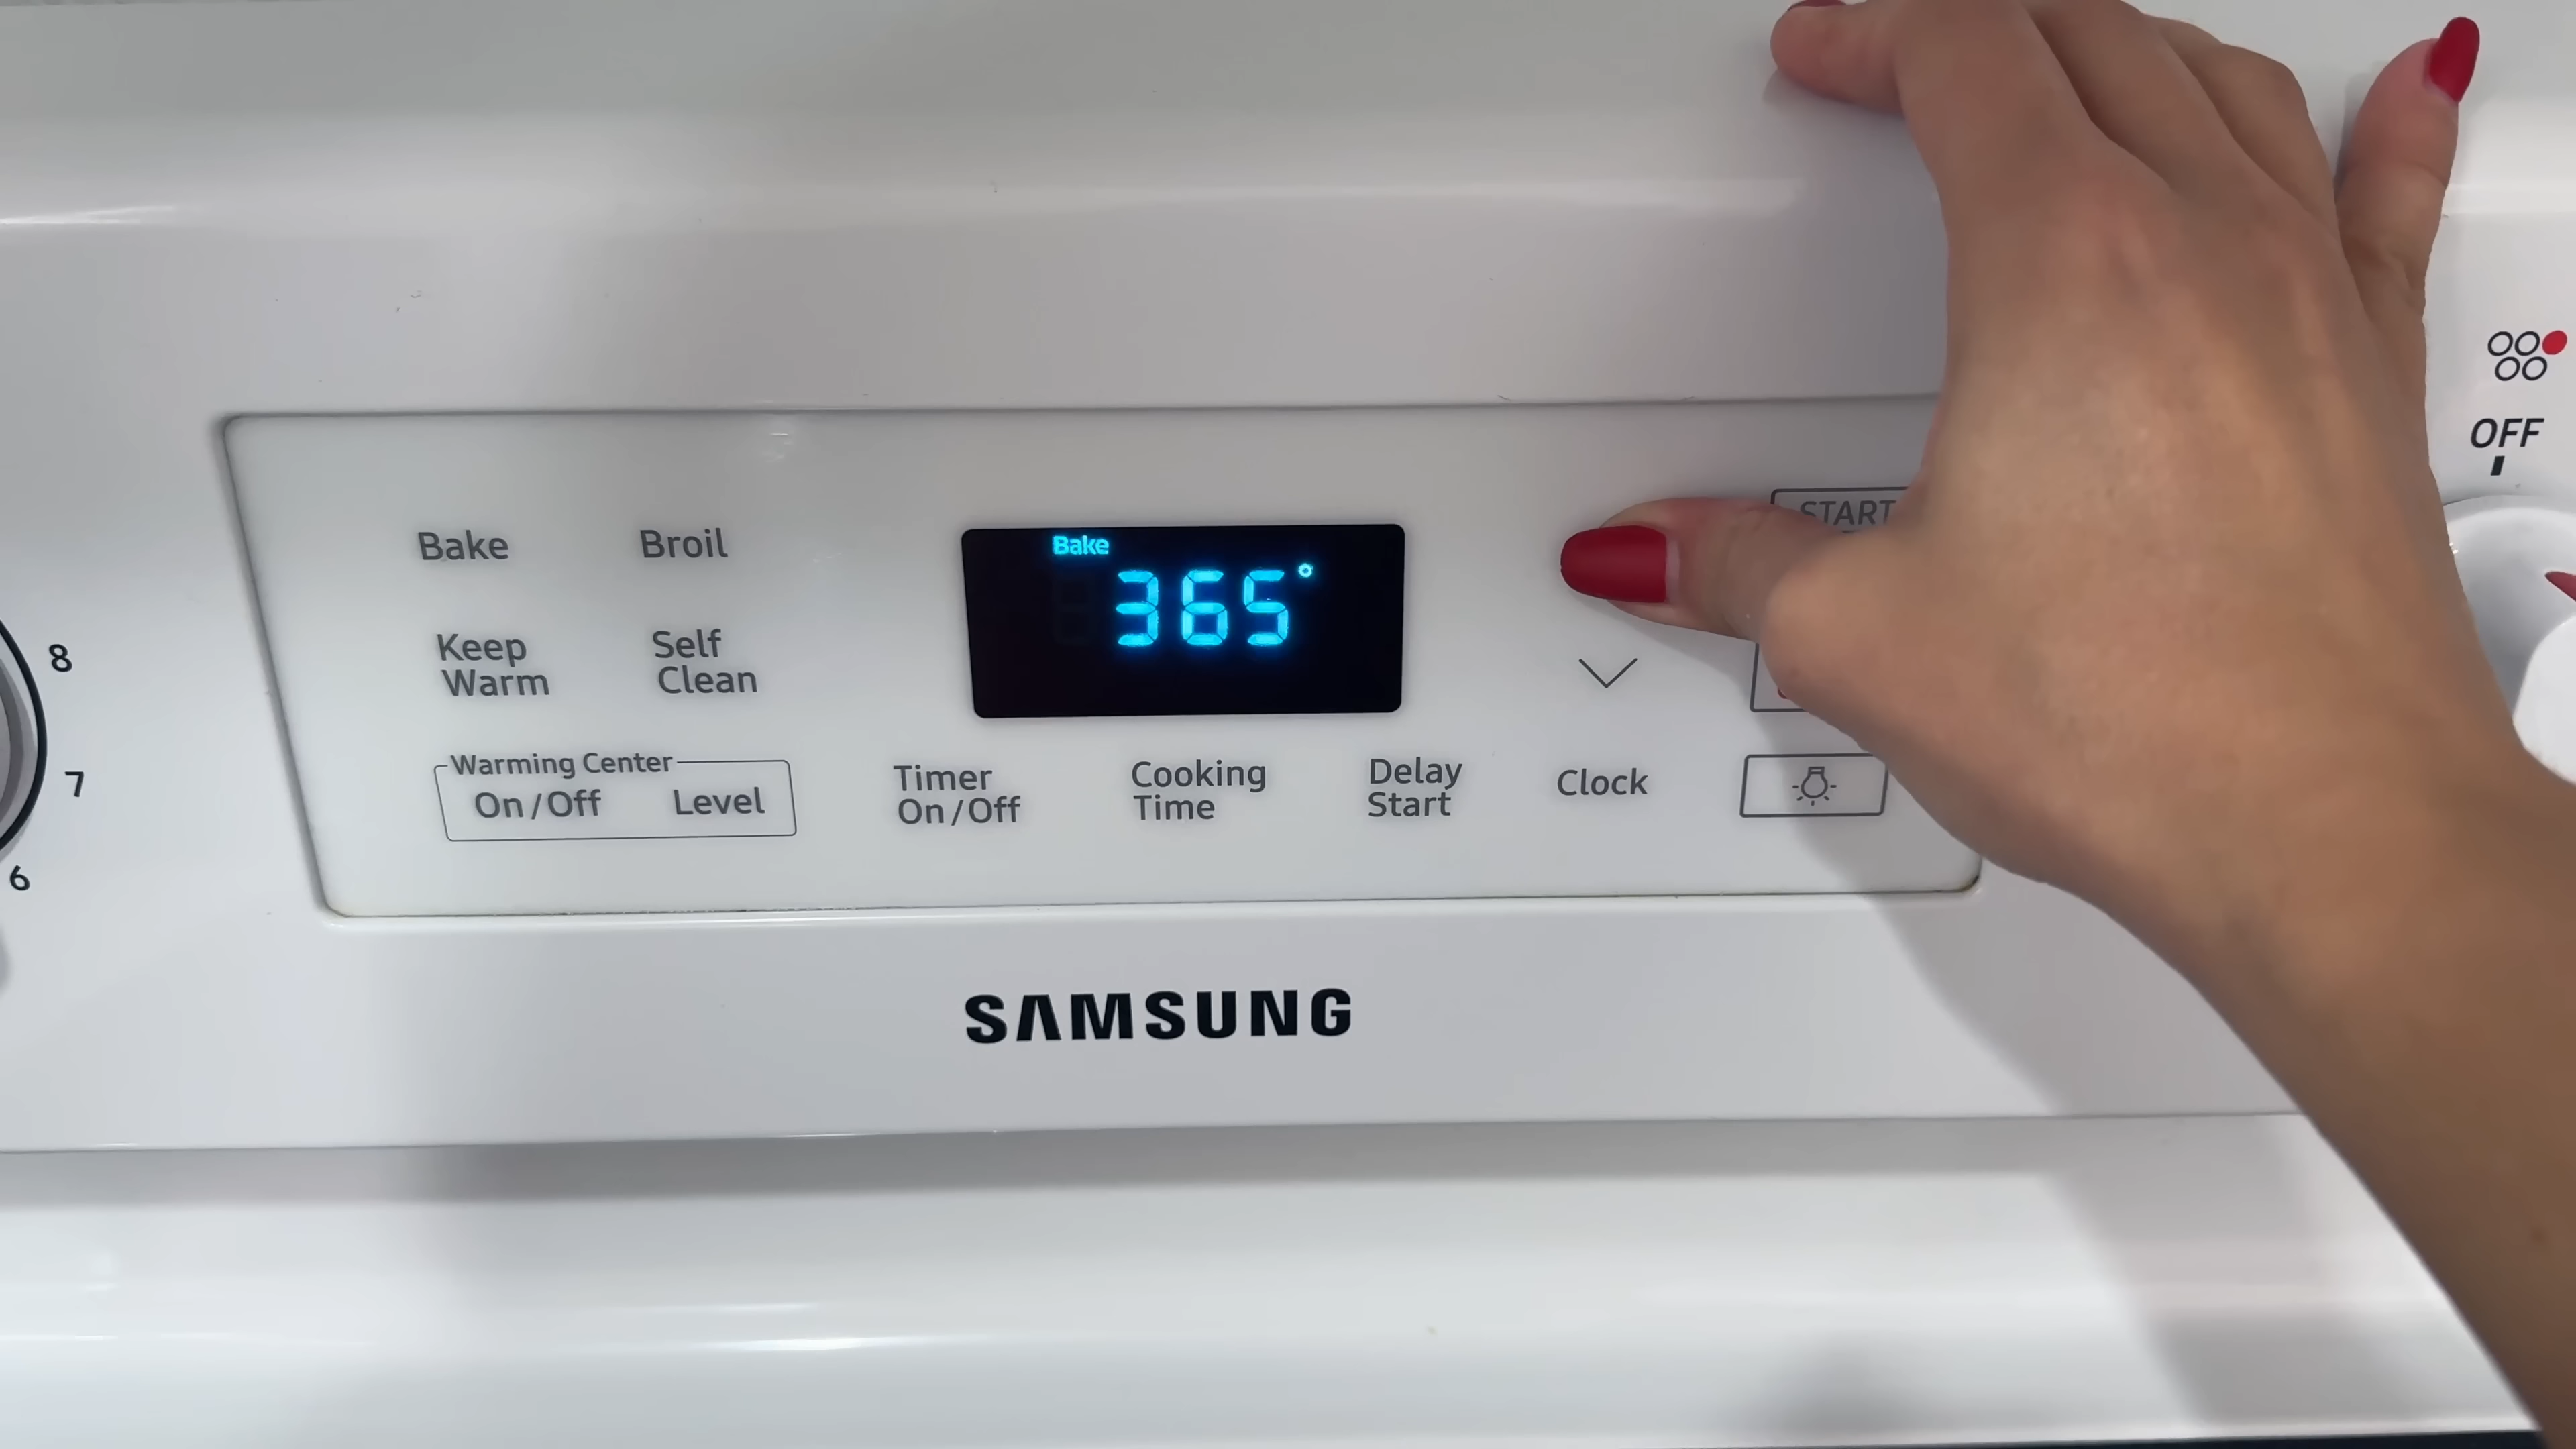 OFF
START
Bake
Broil
Bake
365°
Keep
Warm
Self
Clean
8
Warming Center
On/Off
Level
Timer
On/Off
Cooking
Time
Delay
Start
Clock
7
6
SAMSUNG